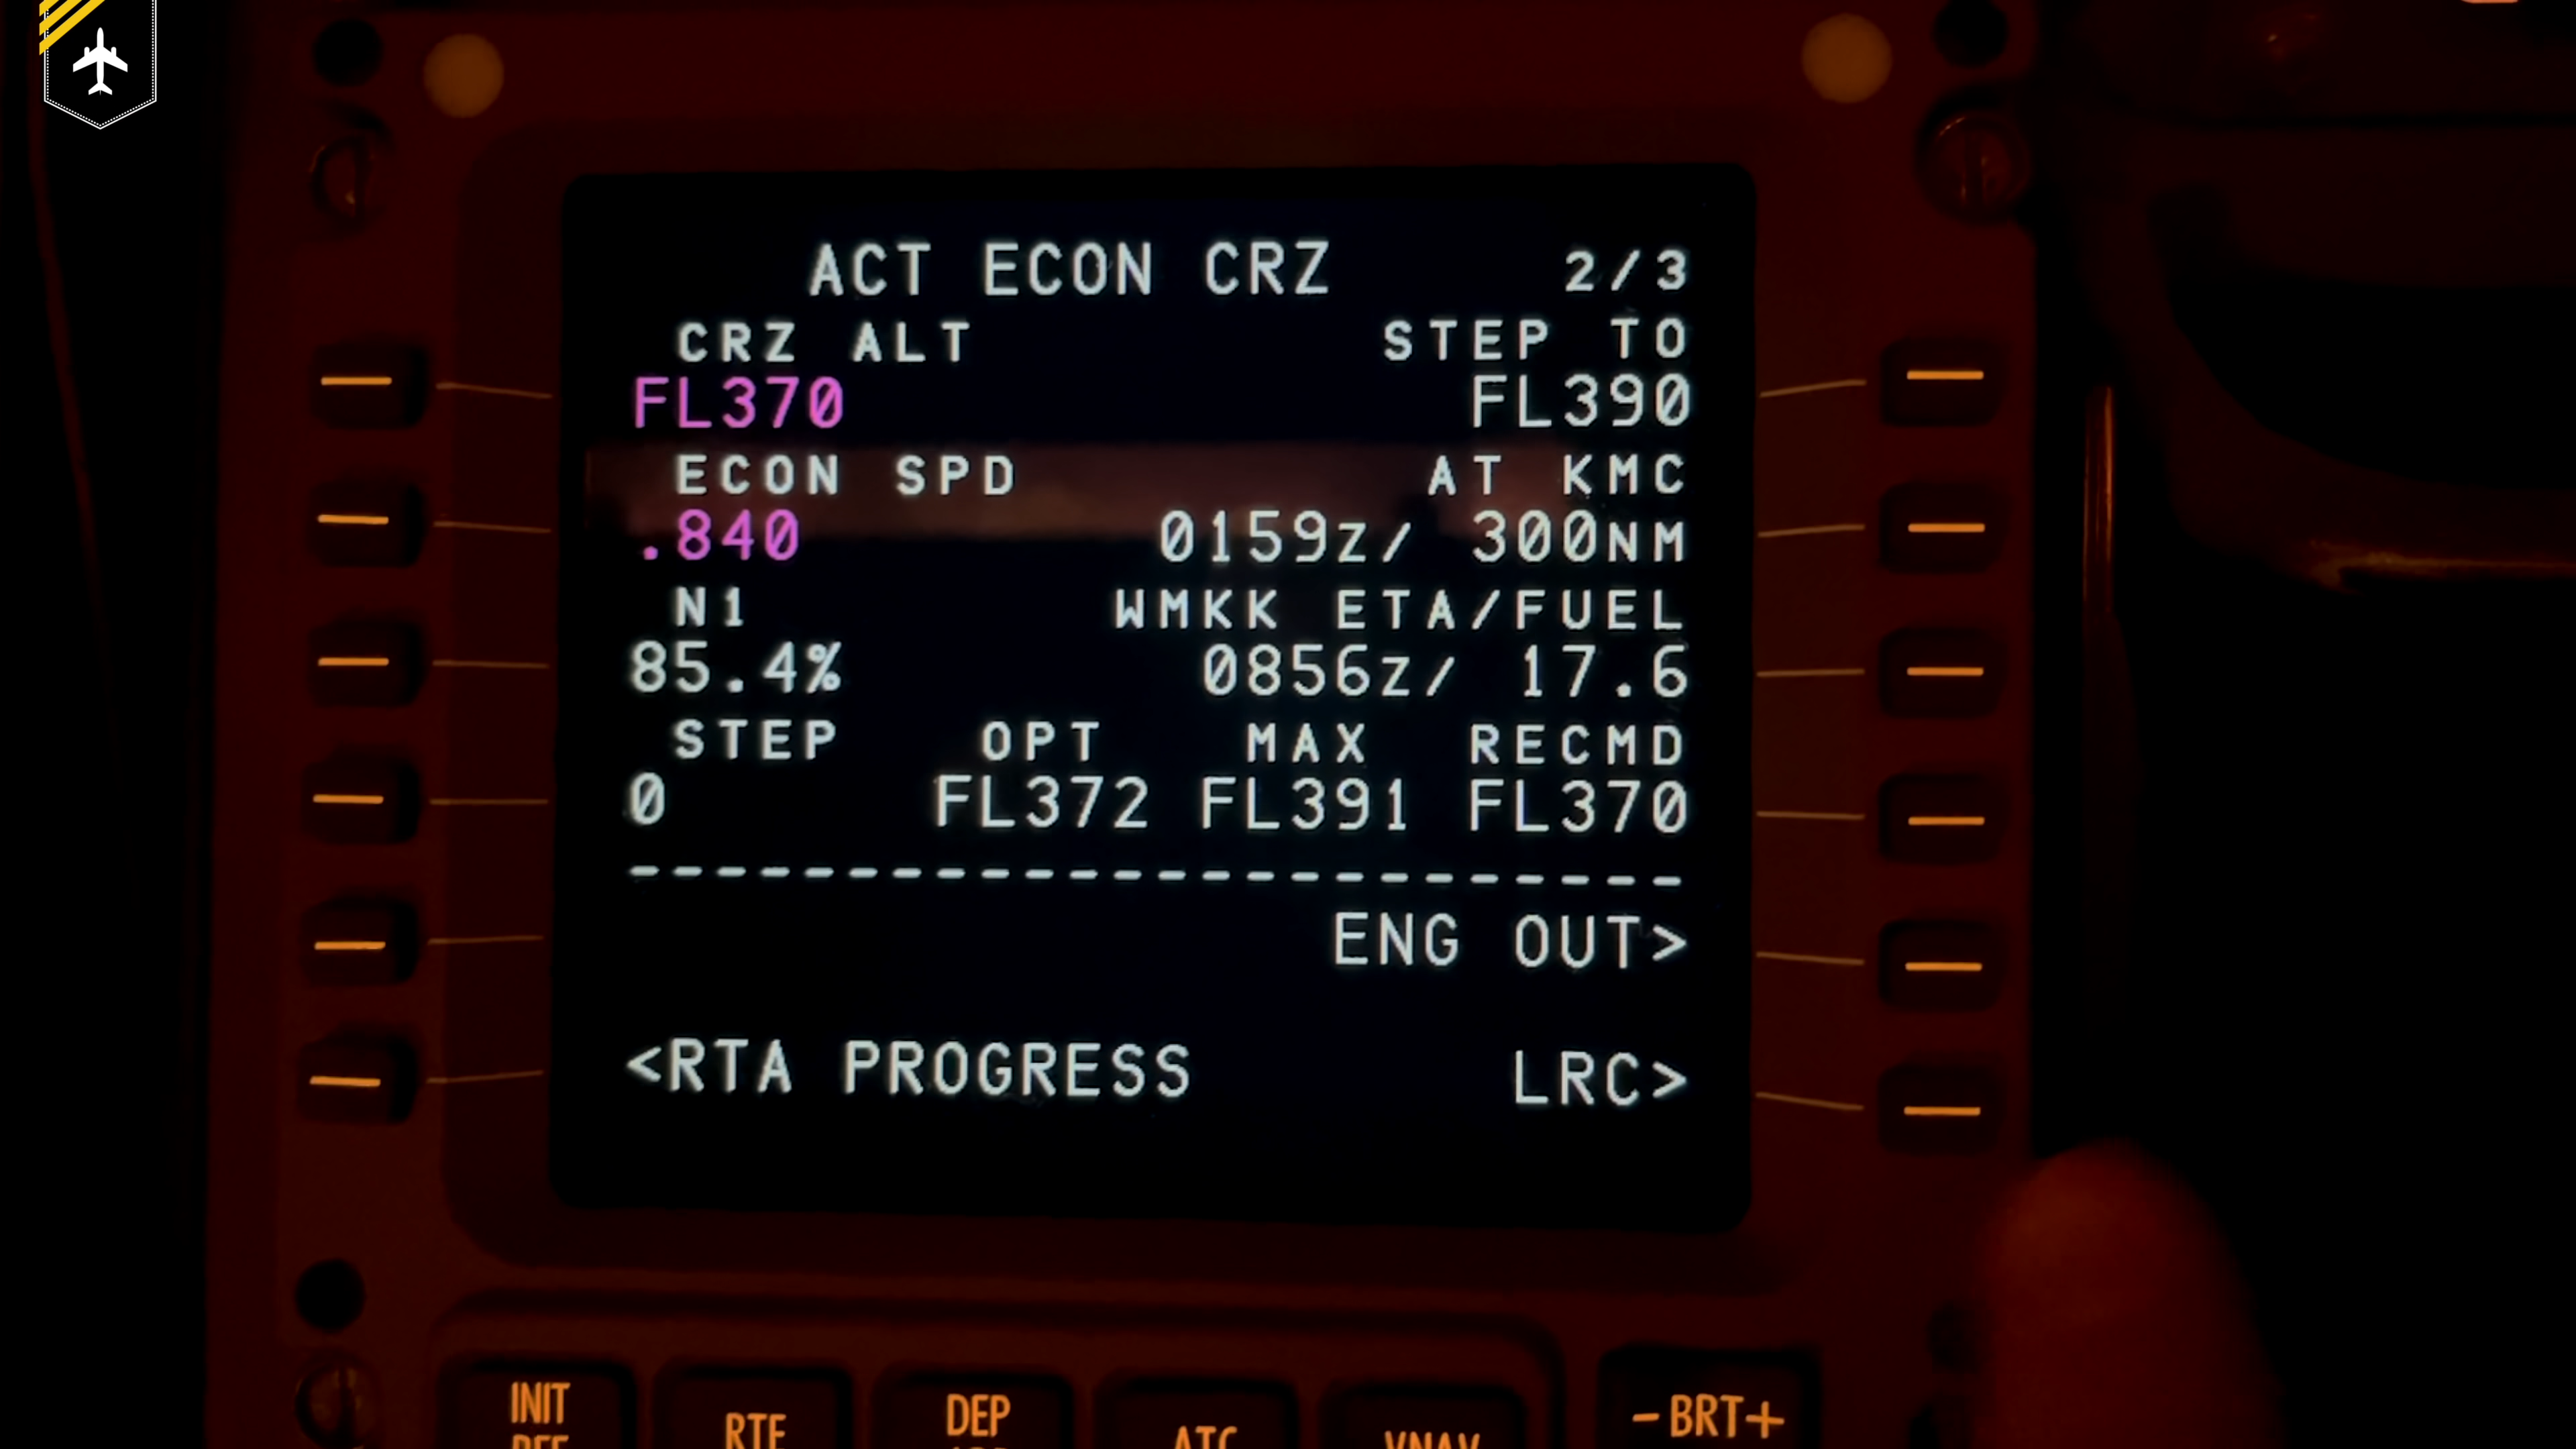 ACT ECON CRZ 2/3
CRZ ALT STEP TO
FL370 FL390
ECON SPD AT KMC
.840 0159z/ 300NM
N1 WMKK ETA/FUEL
85.4% 0856z/ 17.6
STEP OPT MAX RECMD
0 FL372 FL391 FL370
------------------------
ENG OUT>
<RTA PROGRESS LRC>
INIT RTE DEP ATC VNAV -BRT+